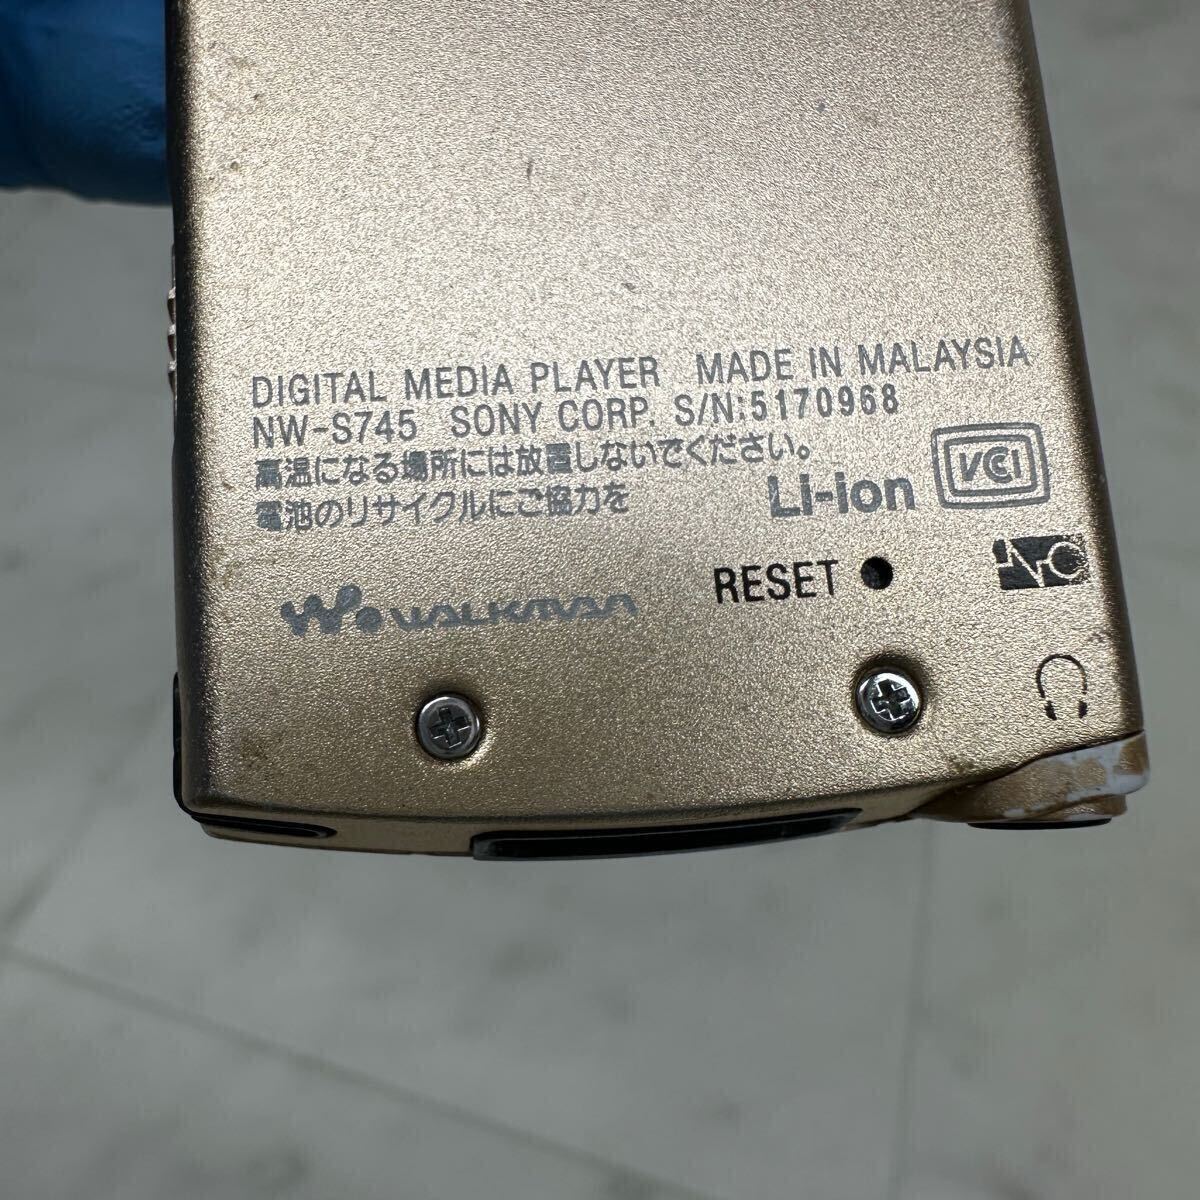 DIGITAL MEDIA PLAYER MADE IN MALAYSIA
NW-S745 SONY CORP. S/N:5170968
高温になる場所には放置しないでください。
電池のリサイクルにご協力を
Li-ion
VCCI
RESET
NC
WALKMAN